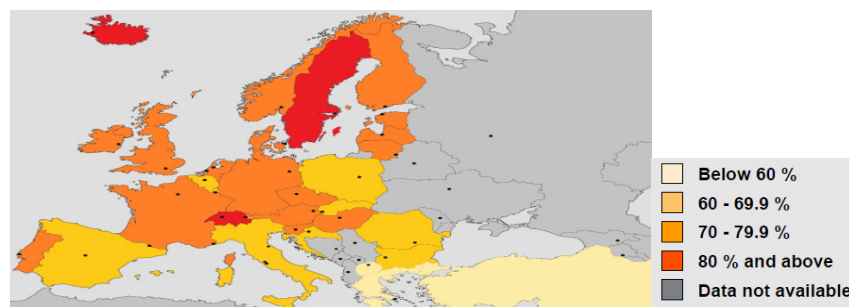 Below 60 %
60 - 69.9 %
70 - 79.9 %
80 % and above
Data not available